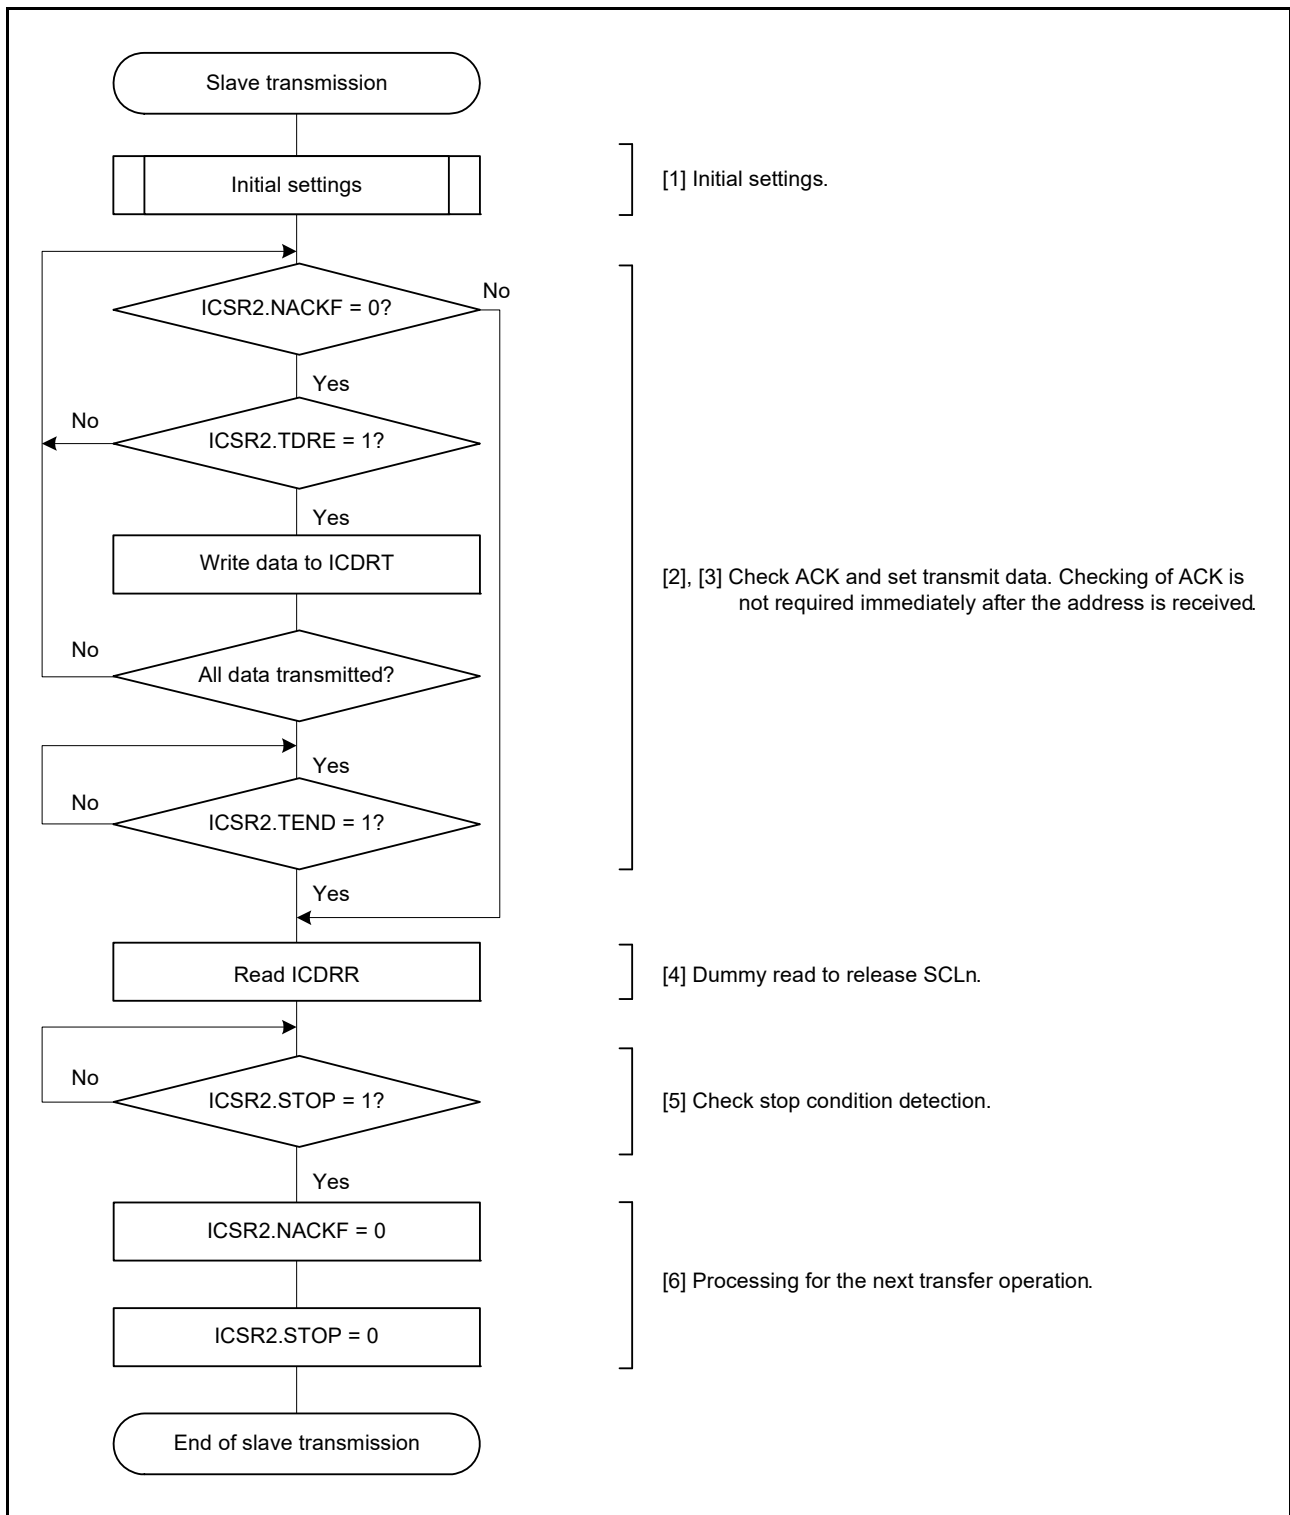 Slave transmission
Initial settings
[1] Initial settings.
ICSR2.NACKF = 0?
No
Yes
No
ICSR2.TDRE = 1?
Yes
Write data to ICDRT
[2], [3] Check ACK and set transmit data. Checking of ACK is
not required immediately after the address is received.
No
All data transmitted?
Yes
No
ICSR2.TEND = 1?
Yes
Read ICDRR
[4] Dummy read to release SCLn.
No
ICSR2.STOP = 1?
[5] Check stop condition detection.
Yes
ICSR2.NACKF = 0
[6] Processing for the next transfer operation.
ICSR2.STOP = 0
End of slave transmission